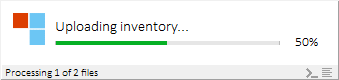 Uploading inventory...
50%
Processing 1 of 2 files